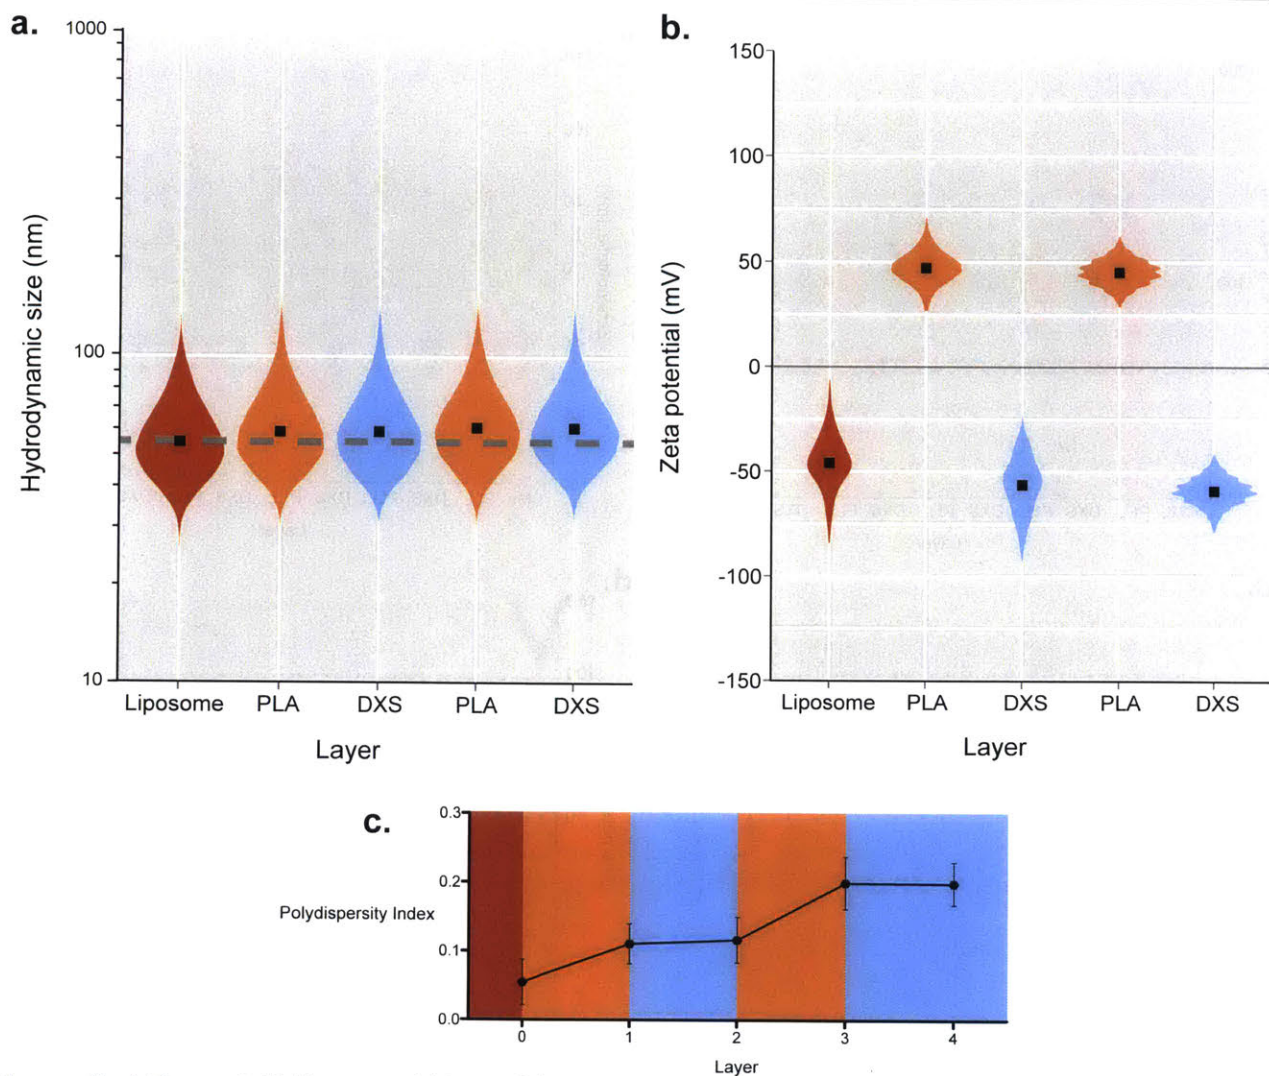 a.
1000
100
10
Hydrodynamic size (nm)
Liposome PLA DXS PLA DXS
Layer
b.
150
100
50
0
-50
-100
-150
Zeta potential (mV)
Liposome PLA DXS PLA DXS
Layer
c.
0.3
0.2
0.1
0.0
Polydispersity Index
0 1 2 3 4
Layer